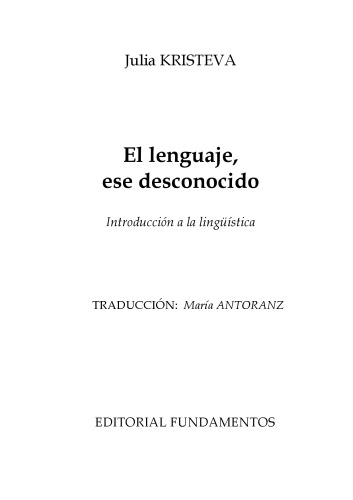 Julia KRISTEVA
El lenguaje,
ese desconocido
Introducción a la lingüística
TRADUCCIÓN: María ANTORANZ
EDITORIAL FUNDAMENTOS